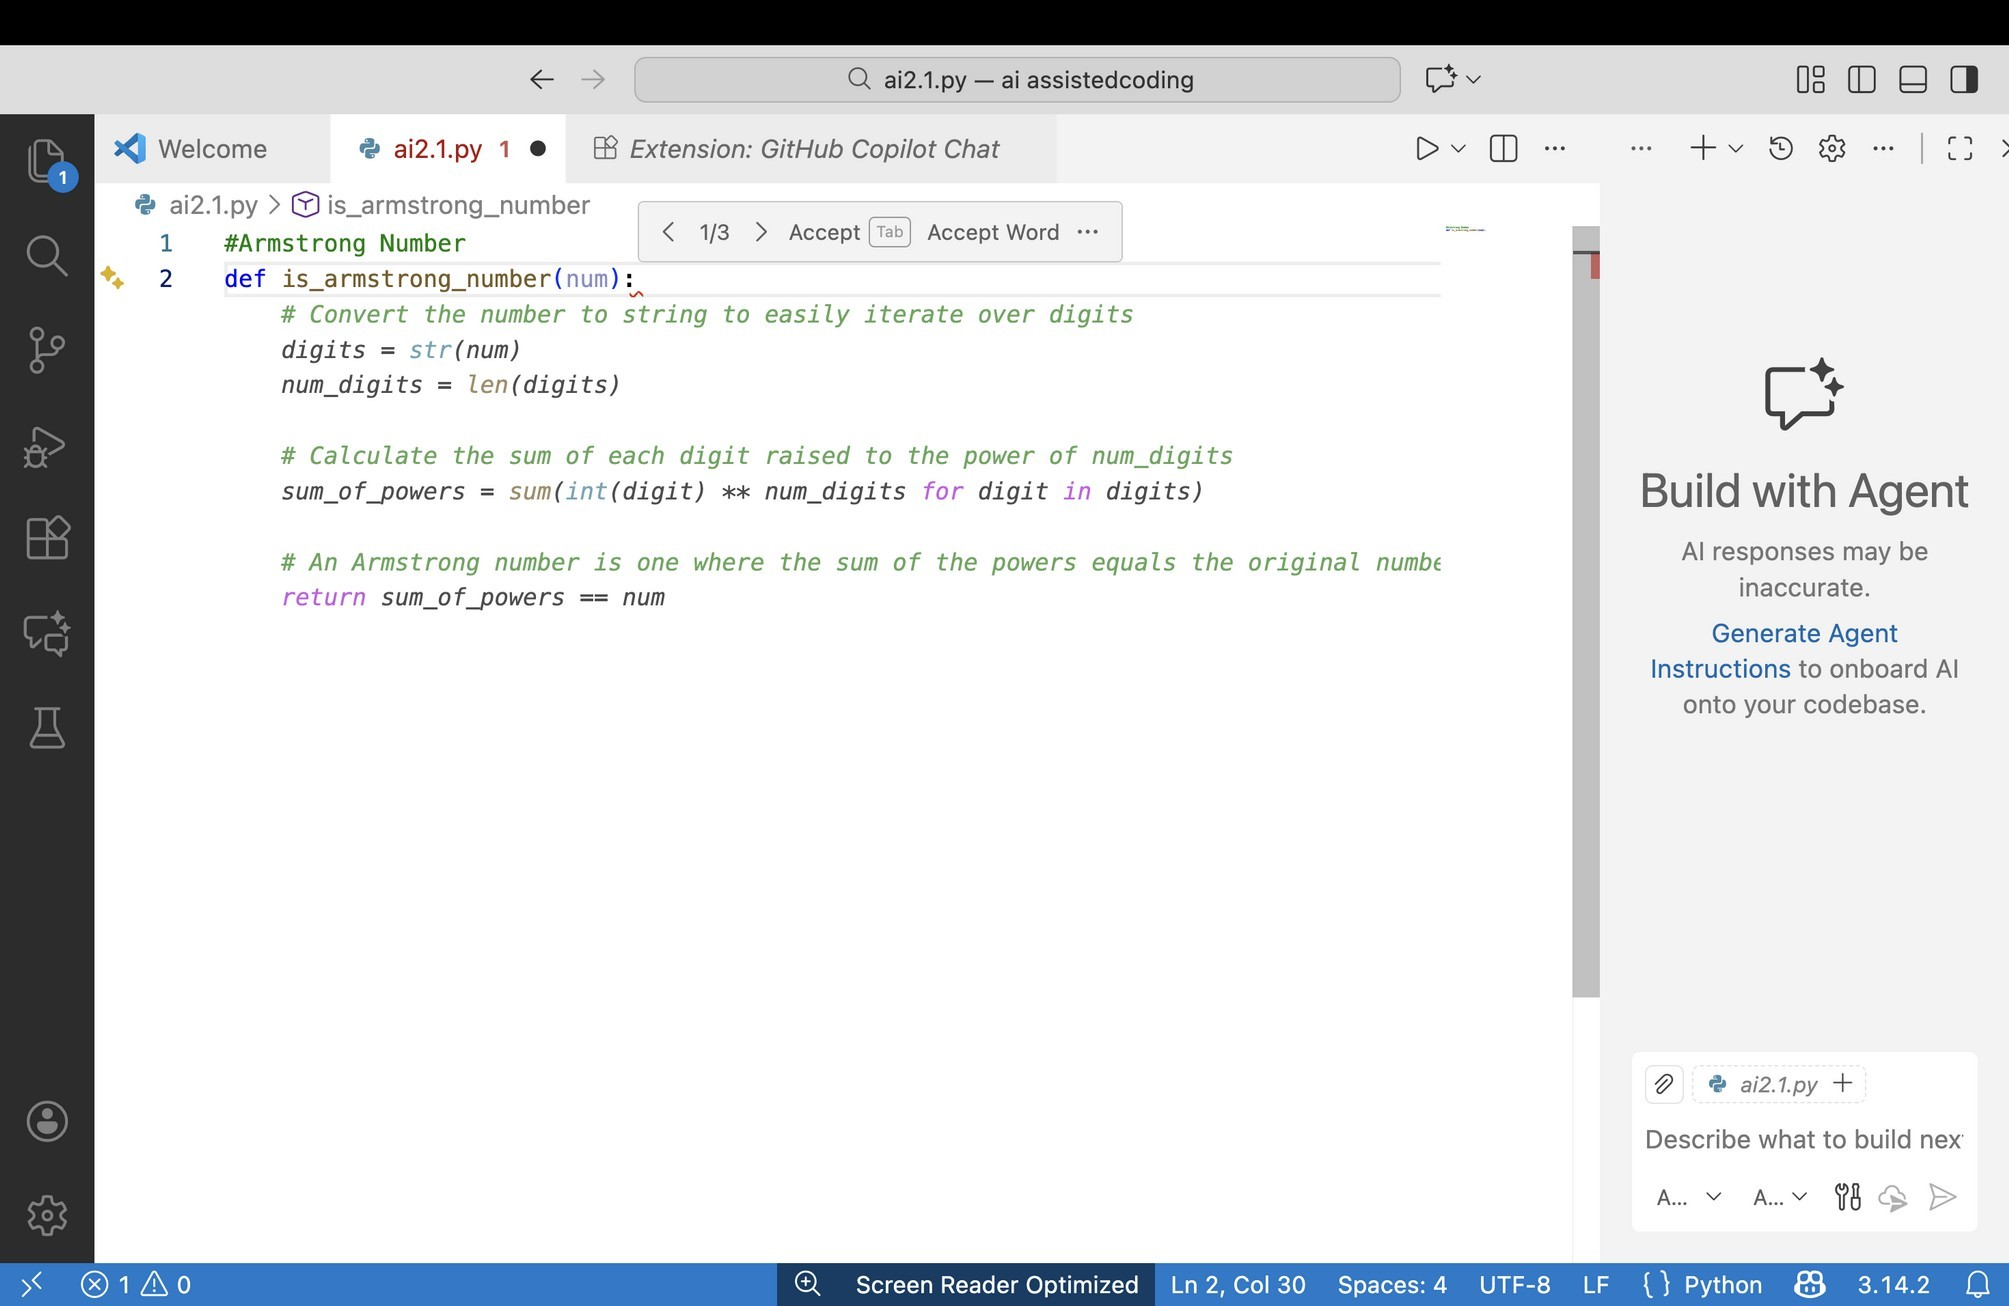 ai2.1.py — ai assistedcoding
Welcome
ai2.1.py 1
Extension: GitHub Copilot Chat
ai2.1.py > is_armstrong_number
1/3 Accept Tab Accept Word ...
1 #Armstrong Number
2 def is_armstrong_number(num):
# Convert the number to string to easily iterate over digits
digits = str(num)
num_digits = len(digits)
# Calculate the sum of each digit raised to the power of num_digits
sum_of_powers = sum(int(digit) ** num_digits for digit in digits)
# An Armstrong number is one where the sum of the powers equals the original numbe
return sum_of_powers == num
1
Build with Agent
AI responses may be
inaccurate.
Generate Agent
Instructions to onboard AI
onto your codebase.
ai2.1.py +
Describe what to build nex
A... A...
1 0
Screen Reader Optimized
Ln 2, Col 30
Spaces: 4
UTF-8
LF
{ } Python
3.14.2